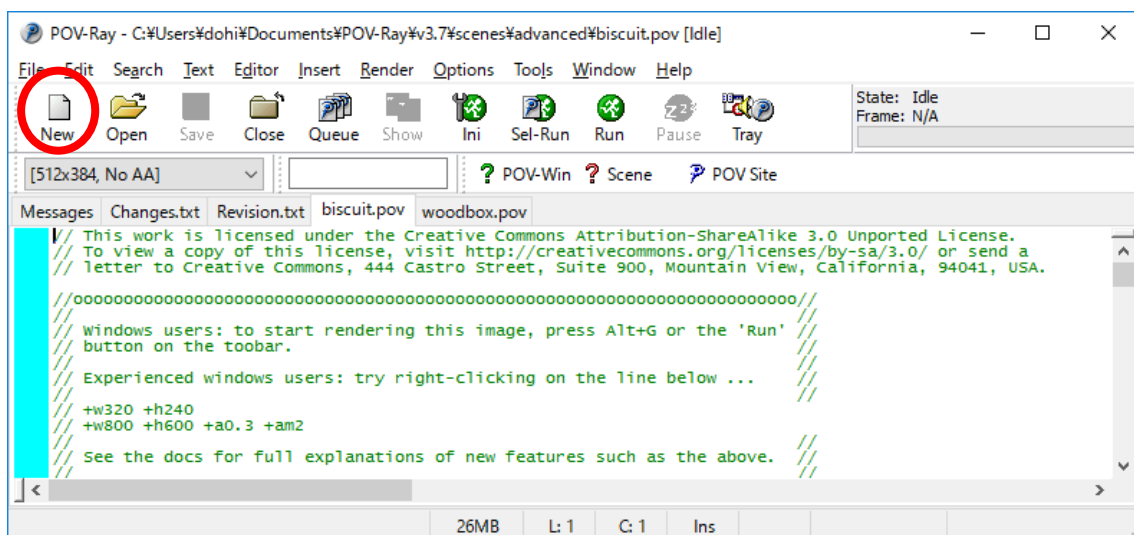 POV-Ray - C:¥Users¥dohi¥Documents¥POV-Ray¥v3.7¥scenes¥advanced¥biscuit.pov [Idle]
File Edit Search Text Editor Insert Render Options Tools Window Help
New Open Save Close Queue Show Ini Sel-Run Run Pause Tray
State: Idle
Frame: N/A
[512x384, No AA] ? POV-Win ? Scene POV Site
Messages Changes.txt Revision.txt biscuit.pov woodbox.pov
// This work is licensed under the Creative Commons Attribution-ShareAlike 3.0 Unported License.
// To view a copy of this license, visit http://creativecommons.org/licenses/by-sa/3.0/ or send a
// letter to Creative Commons, 444 Castro Street, Suite 900, Mountain View, California, 94041, USA.
//oooooooooooooooooooooooooooooooooooooooooooooooooooooooooooooooooooooooo//
// //
// Windows users: to start rendering this image, press Alt+G or the 'Run' //
// button on the toobar. //
// //
// Experienced windows users: try right-clicking on the line below ... //
// //
// +w320 +h240
// +w800 +h600 +a0.3 +am2
// //
// See the docs for full explanations of new features such as the above. //
// //
26MB L: 1 C: 1 Ins